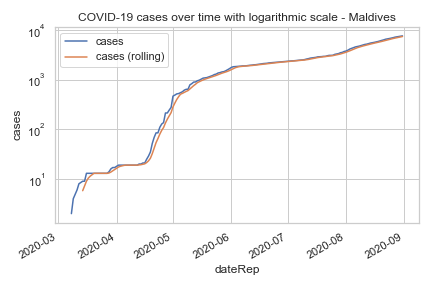 COVID-19 cases over time with logarithmic scale - Maldives
cases
cases (rolling)
10⁴
10³
10²
10¹
cases
2020-03
2020-04
2020-05
2020-06
2020-07
2020-08
2020-09
dateRep